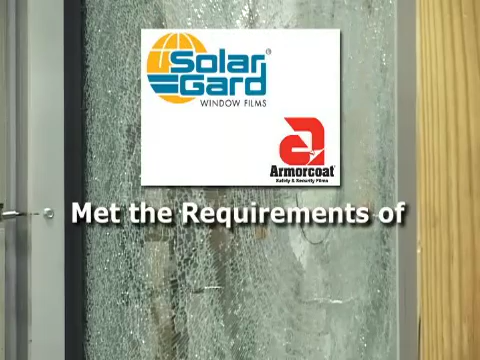 Solar
Gard®
WINDOW FILMS
a
Armorcoat
Safety & Security Films
Met the Requirements of